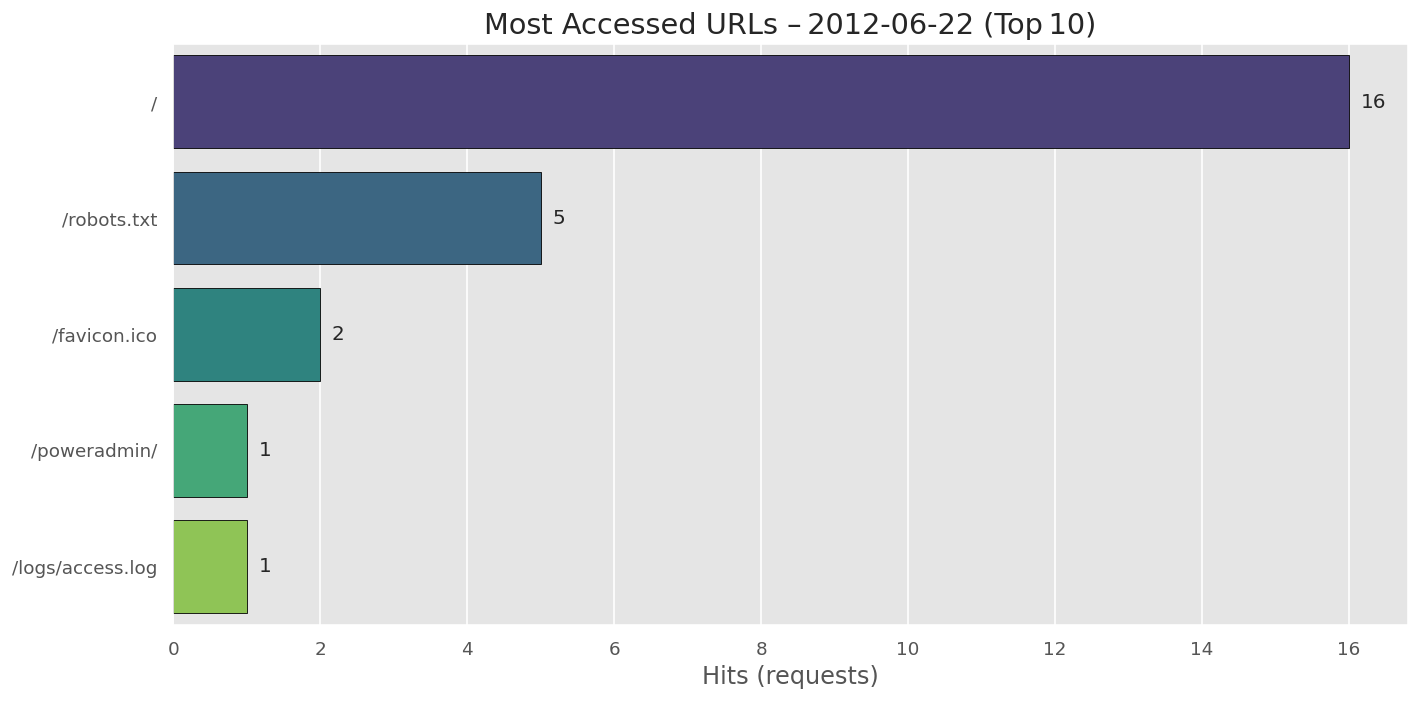 Most Accessed URLs – 2012-06-22 (Top 10)
/
16
/robots.txt
5
/favicon.ico
2
/poweradmin/
1
/logs/access.log
1
0 2 4 6 8 10 12 14 16
Hits (requests)